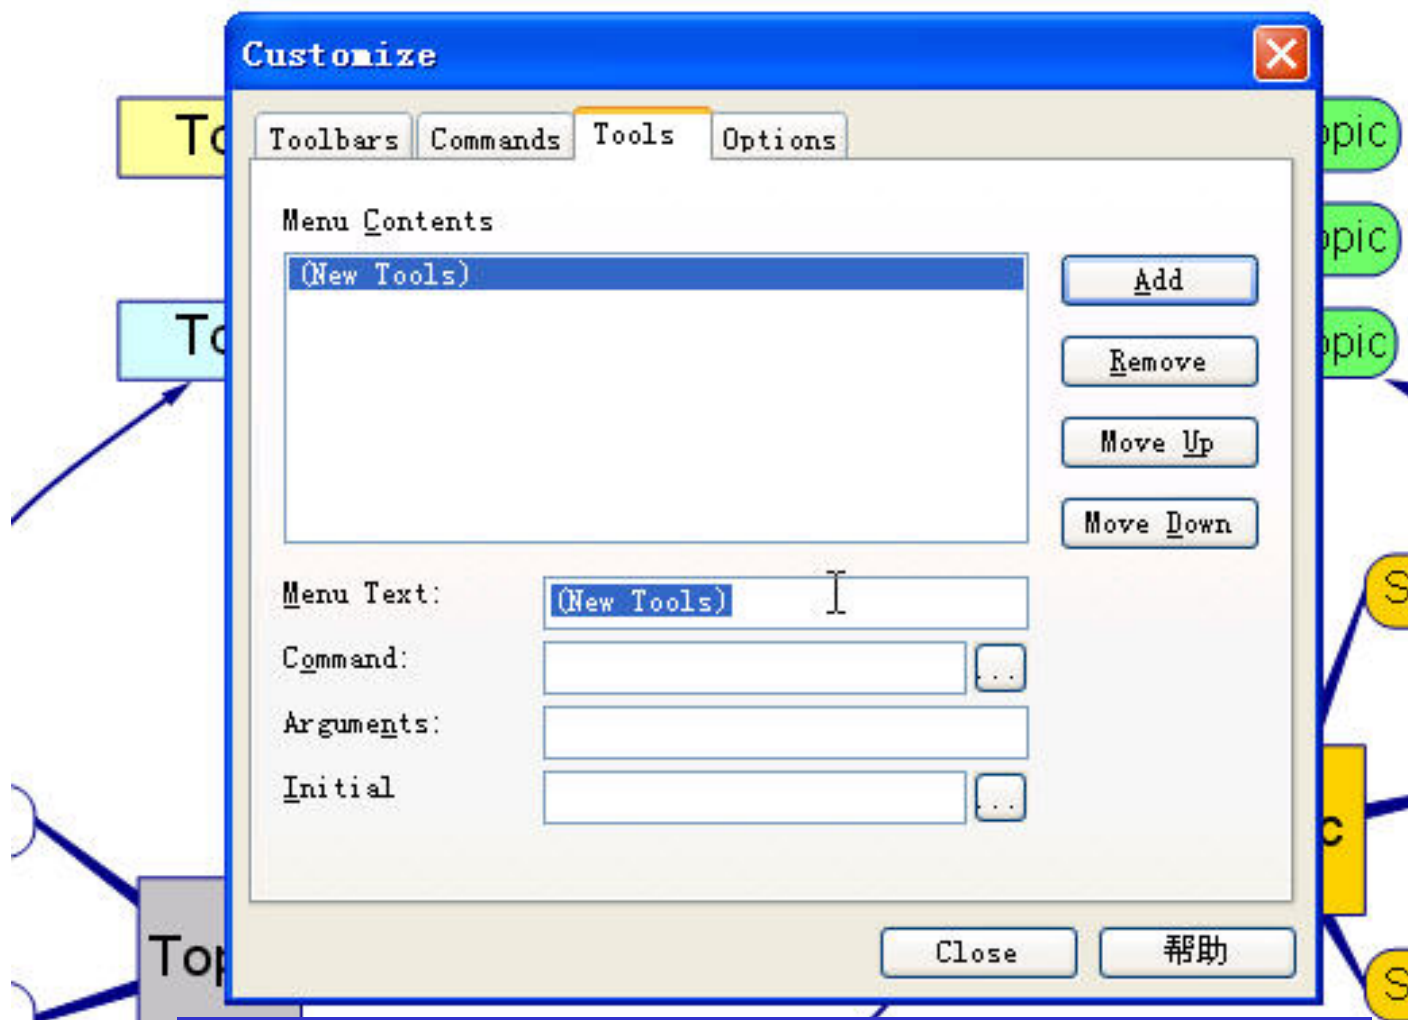 Customize
Toolbars Commands Tools Options
Menu Contents
(New Tools)
Add
Remove
Move Up
Move Down
Menu Text: (New Tools)
Command: ...
Arguments:
Initial ...
Close 帮助